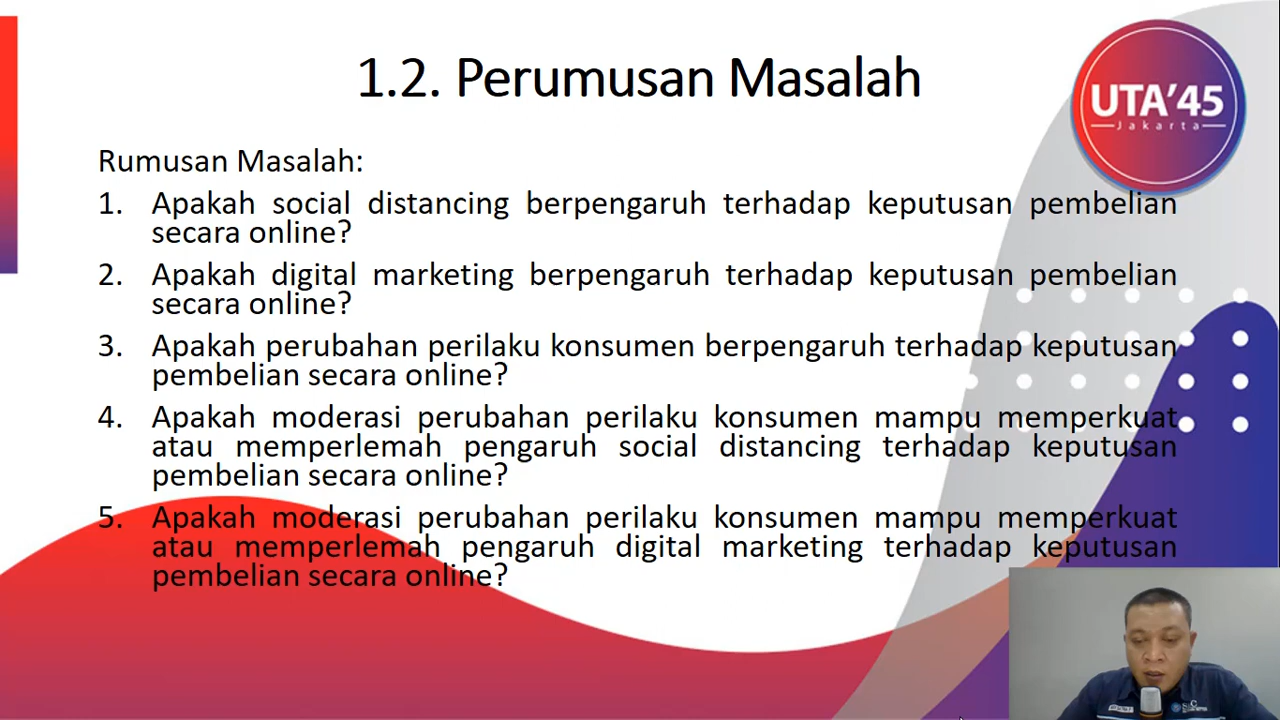 1.2. Perumusan Masalah
UTA'45
Jakarta
Rumusan Masalah:
1. Apakah social distancing berpengaruh terhadap keputusan pembelian
secara online?
2. Apakah digital marketing berpengaruh terhadap keputusan pembelian
secara online?
3. Apakah perubahan perilaku konsumen berpengaruh terhadap keputusan
pembelian secara online?
4. Apakah moderasi perubahan perilaku konsumen mampu memperkuat
atau memperlemah pengaruh social distancing terhadap keputusan
pembelian secara online?
5. Apakah moderasi perubahan perilaku konsumen mampu memperkuat
atau memperlemah pengaruh digital marketing terhadap keputusan
pembelian secara online?